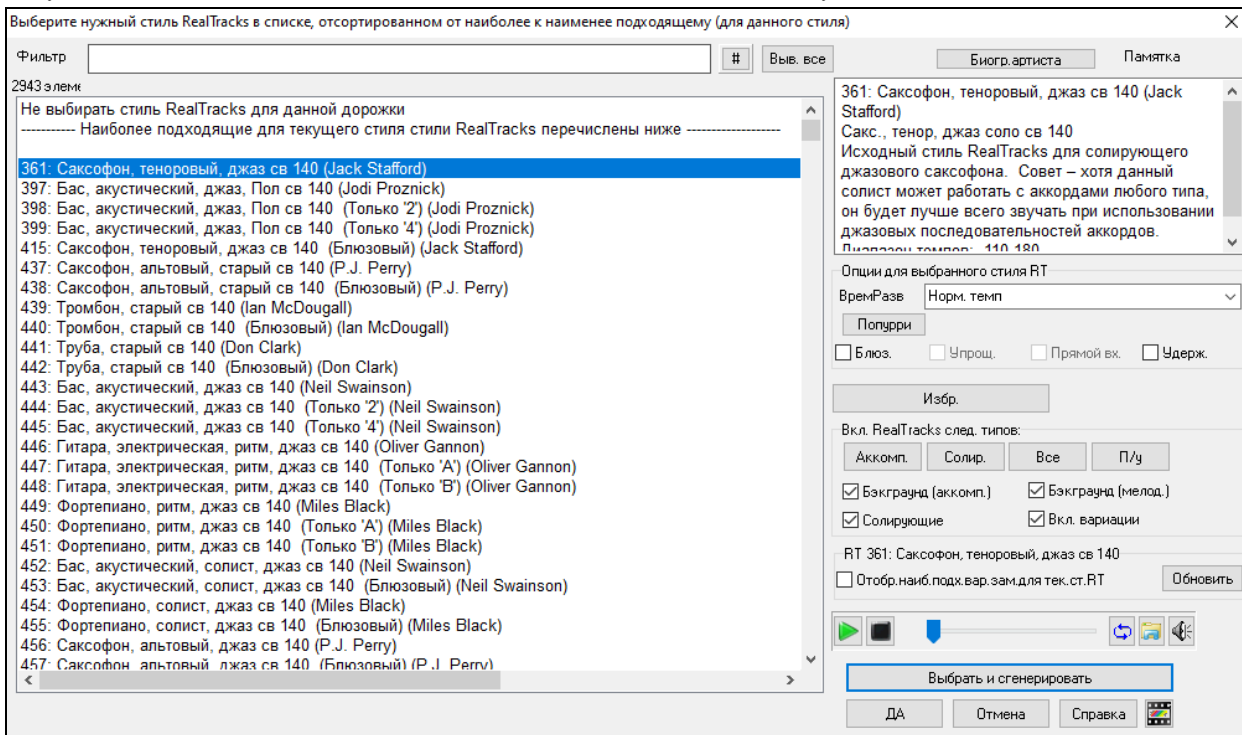 Выберите нужный стиль RealTracks в списке, отсортированном от наиболее к наименее подходящему (для данного стиля)
Фильтр
#
Выв. все
2943 элеме
Не выбирать стиль RealTracks для данной дорожки
----------- Наиболее подходящие для текущего стиля стили RealTracks перечислены ниже -------------------
361: Саксофон, теноровый, джаз св 140 (Jack Stafford)
397: Бас, акустический, джаз, Пол св 140 (Jodi Proznick)
398: Бас, акустический, джаз, Пол св 140 (Только '2') (Jodi Proznick)
399: Бас, акустический, джаз, Пол св 140 (Только '4') (Jodi Proznick)
415: Саксофон, теноровый, джаз св 140 (Блюзовый) (Jack Stafford)
437: Саксофон, альтовый, старый св 140 (P.J. Perry)
438: Саксофон, альтовый, старый св 140 (Блюзовый) (P.J. Perry)
439: Тромбон, старый св 140 (Ian McDougall)
440: Тромбон, старый св 140 (Блюзовый) (Ian McDougall)
441: Труба, старый св 140 (Don Clark)
442: Труба, старый св 140 (Блюзовый) (Don Clark)
443: Бас, акустический, джаз св 140 (Neil Swainson)
444: Бас, акустический, джаз св 140 (Только '2') (Neil Swainson)
445: Бас, акустический, джаз св 140 (Только '4') (Neil Swainson)
446: Гитара, электрическая, ритм, джаз св 140 (Oliver Gannon)
447: Гитара, электрическая, ритм, джаз св 140 (Только 'A') (Oliver Gannon)
448: Гитара, электрическая, ритм, джаз св 140 (Только 'B') (Oliver Gannon)
449: Фортепиано, ритм, джаз св 140 (Miles Black)
450: Фортепиано, ритм, джаз св 140 (Только 'A') (Miles Black)
451: Фортепиано, ритм, джаз св 140 (Только 'B') (Miles Black)
452: Бас, акустический, солист, джаз св 140 (Neil Swainson)
453: Бас, акустический, солист, джаз св 140 (Блюзовый) (Neil Swainson)
454: Фортепиано, солист, джаз св 140 (Miles Black)
455: Фортепиано, солист, джаз св 140 (Блюзовый) (Miles Black)
456: Саксофон, альтовый, джаз св 140 (P.J. Perry)
457: Саксофон, альтовый, джаз св 140 (Блюзовый) (P.J. Perry)
Биогр.артиста
Памятка
361: Саксофон, теноровый, джаз св 140 (Jack
Stafford)
Сакс., тенор, джаз соло св 140
Исходный стиль RealTracks для солирующего
джазового саксофона. Совет – хотя данный
солист может работать с аккордами любого типа,
он будет лучше всего звучать при использовании
джазовых последовательностей аккордов.
Диапазон темпов: 110-180
Опции для выбранного стиля RT
ВремРазв
Норм. темп
Попурри
Блюз.
Упрощ.
Прямой вх.
Удерж.
Избр.
Вкл. RealTracks след. типов:
Аккомп.
Солир.
Все
П/у
Бэкграунд (аккомп.)
Бэкграунд (мелод.)
Солирующие
Вкл. вариации
RT 361: Саксофон, теноровый, джаз св 140
Отобр.наиб.подх.вар.зам.для тек.ст.RT
Обновить
Выбрать и сгенерировать
ДА
Отмена
Справка